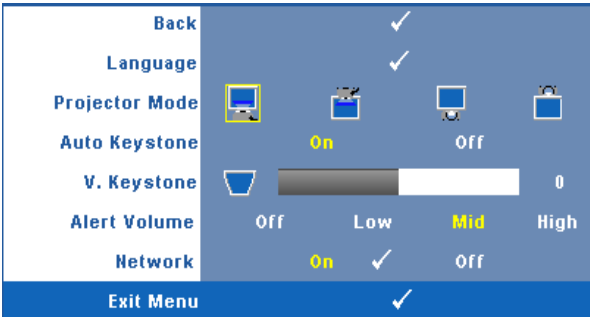 Back
Language
Projector Mode
Auto Keystone On Off
V. Keystone 0
Alert Volume Off Low Mid High
Network On Off
Exit Menu